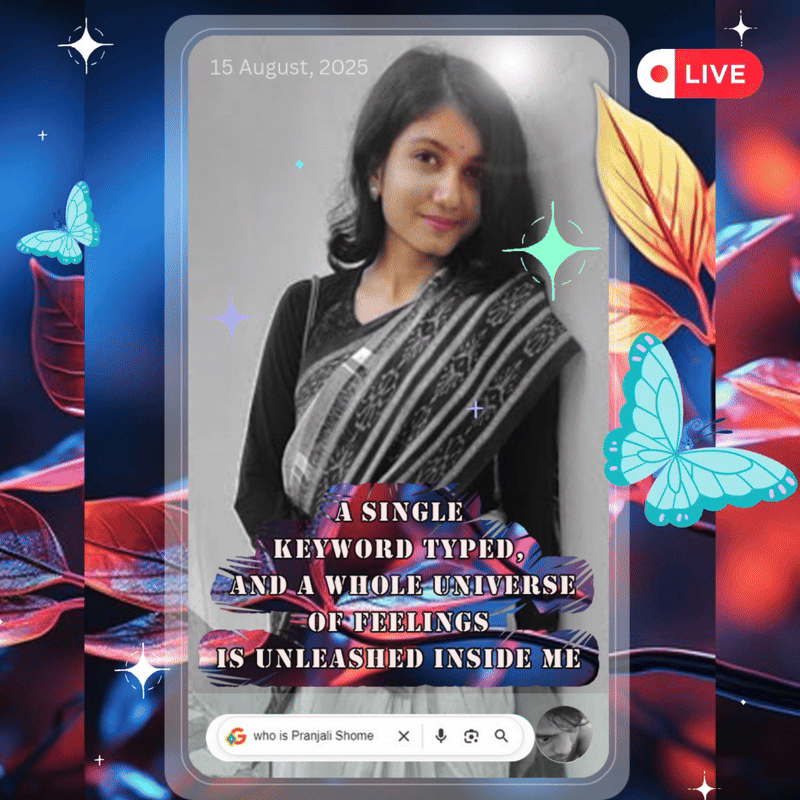 15 August, 2025
LIVE
A SINGLE
KEYWORD TYPED,
AND A WHOLE UNIVERSE
OF FEELINGS
IS UNLEASHED INSIDE ME
who is Pranjali Shome